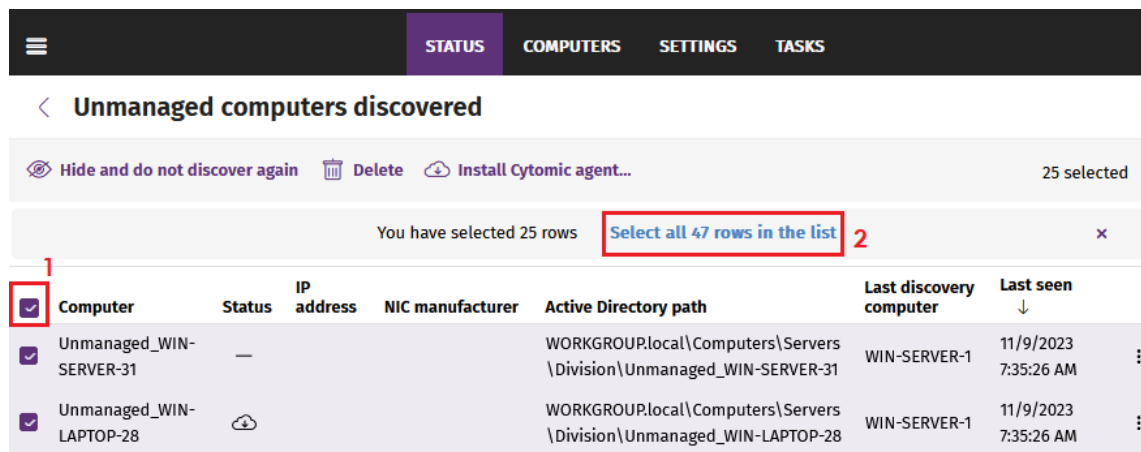 STATUS COMPUTERS SETTINGS TASKS
Unmanaged computers discovered
Hide and do not discover again Delete Install Cytomic agent... 25 selected
You have selected 25 rows Select all 47 rows in the list 2 ×
1
Computer Status IP address NIC manufacturer Active Directory path Last discovery computer Last seen ↓
Unmanaged_WIN-SERVER-31 — WORKGROUP.local\Computers\Servers\Division\Unmanaged_WIN-SERVER-31 WIN-SERVER-1 11/9/2023 7:35:26 AM
Unmanaged_WIN-LAPTOP-28 WORKGROUP.local\Computers\Servers\Division\Unmanaged_WIN-LAPTOP-28 WIN-SERVER-1 11/9/2023 7:35:26 AM